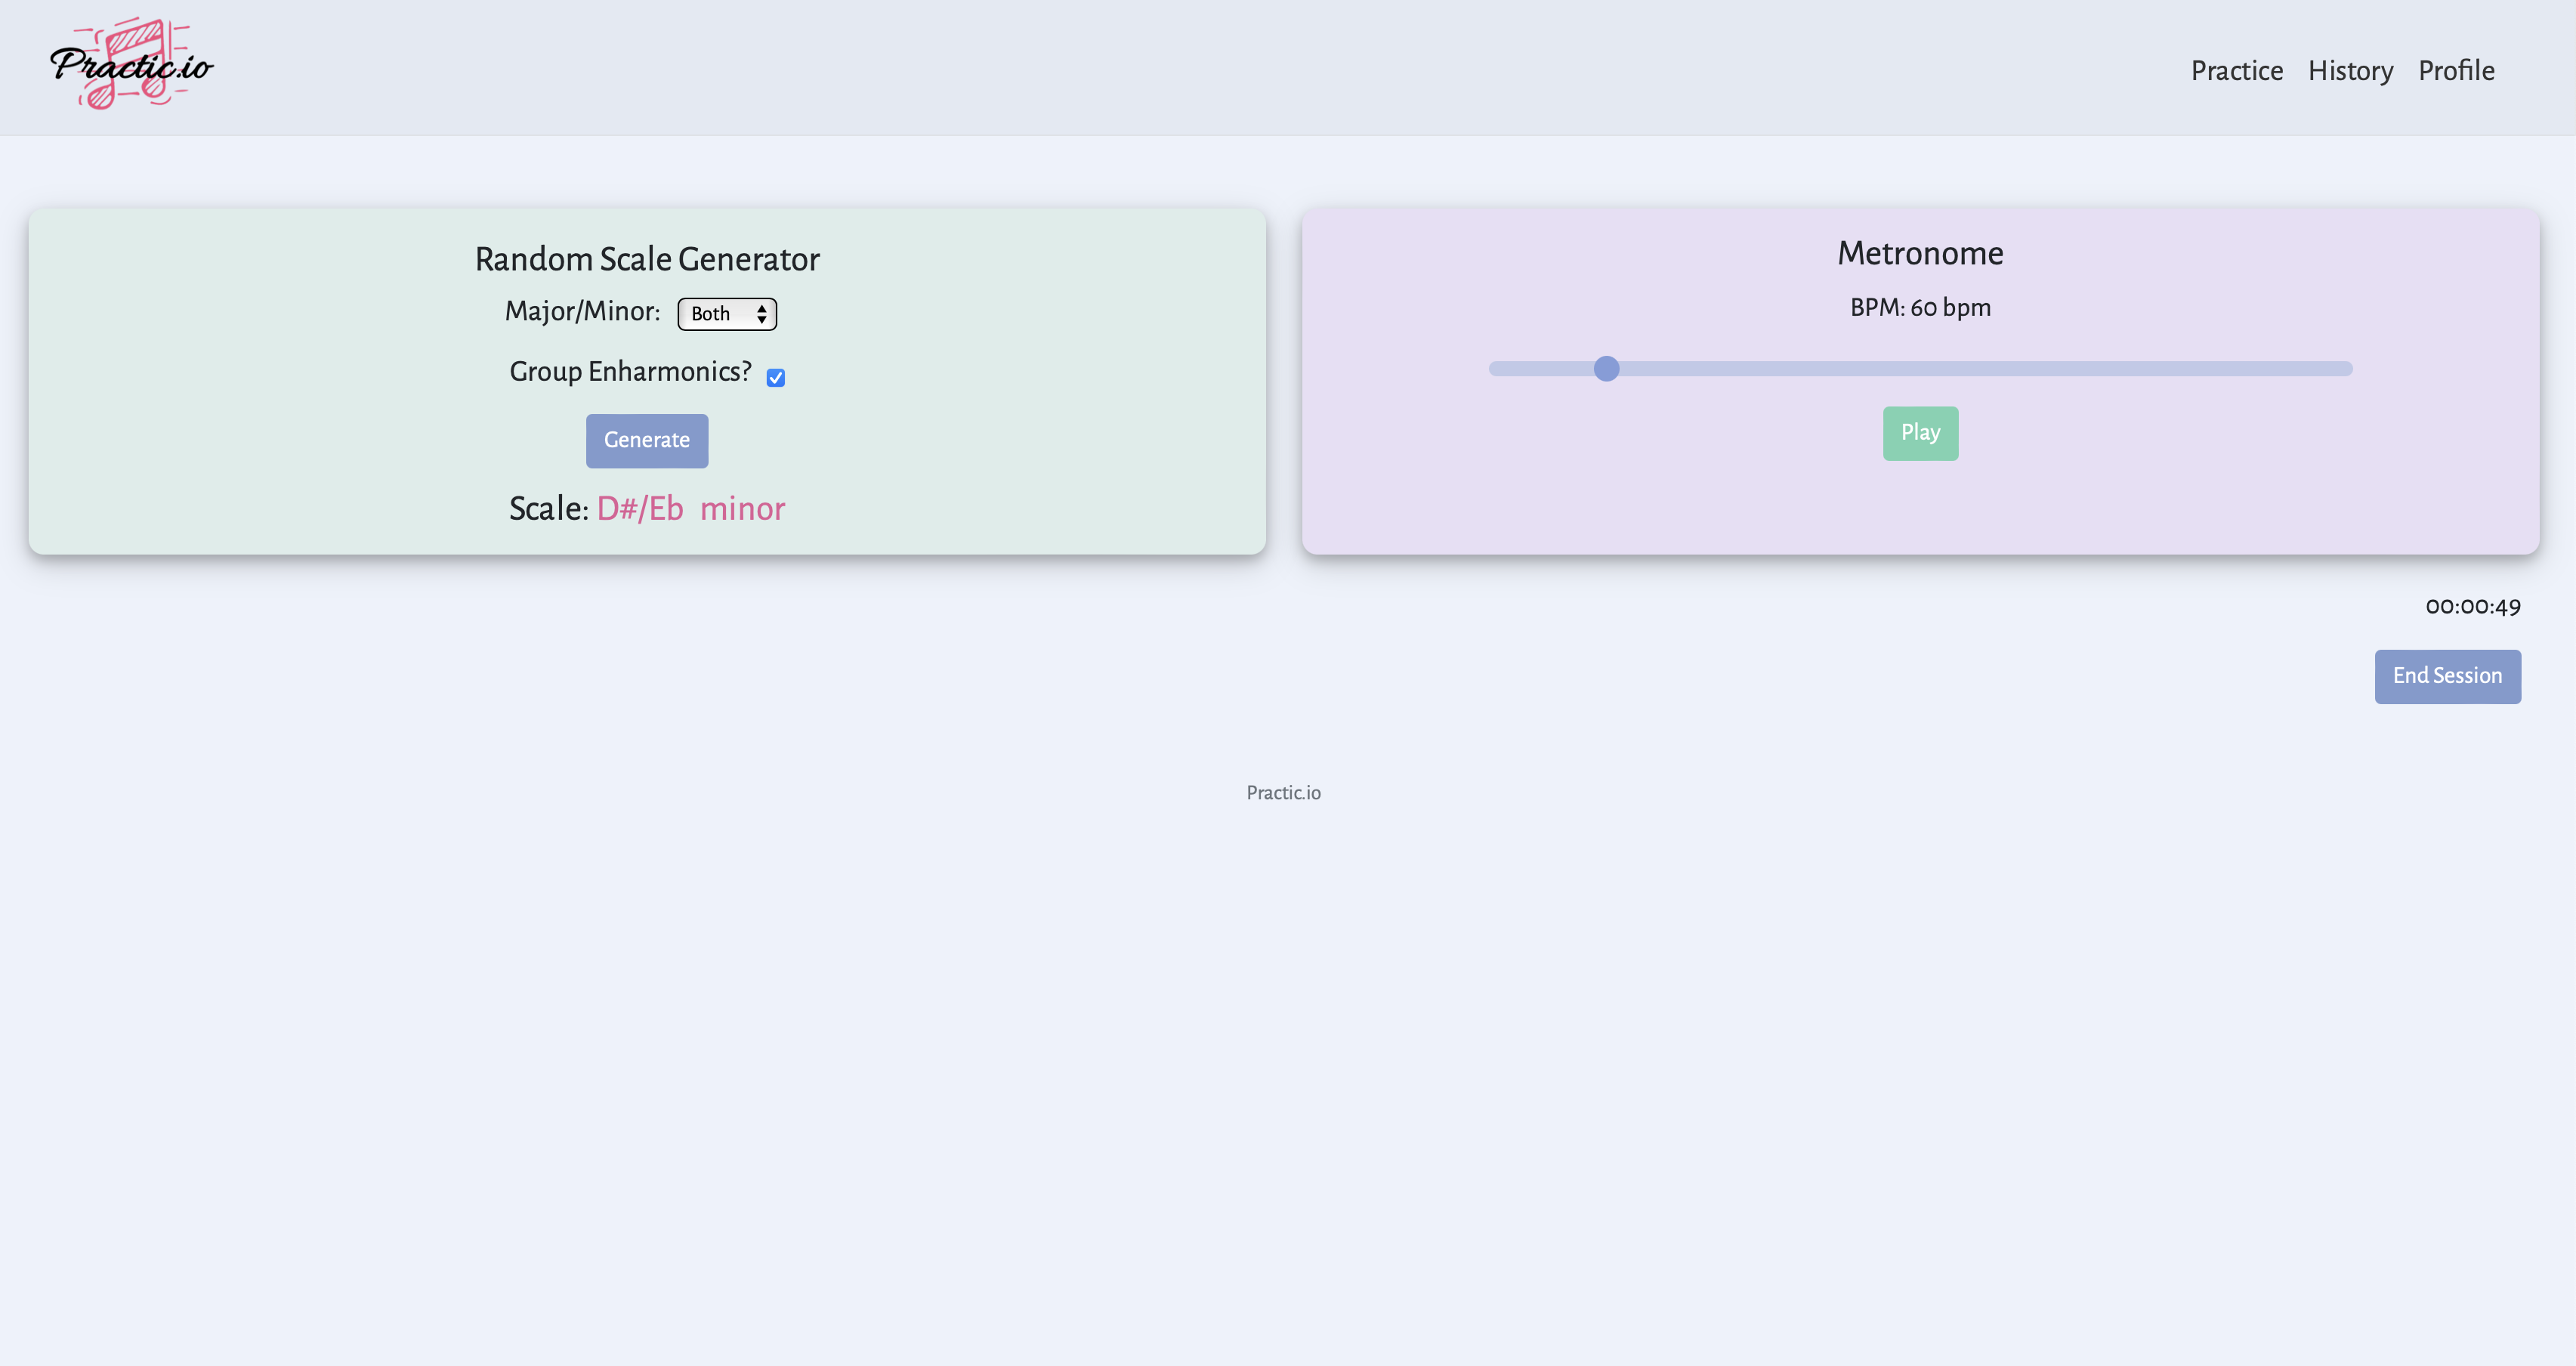 Practic.io
Practice History Profile
Random Scale Generator
Major/Minor: Both
Group Enharmonics?
Generate
Scale: D#/Eb minor
Metronome
BPM: 60 bpm
Play
00:00:49
End Session
Practic.io